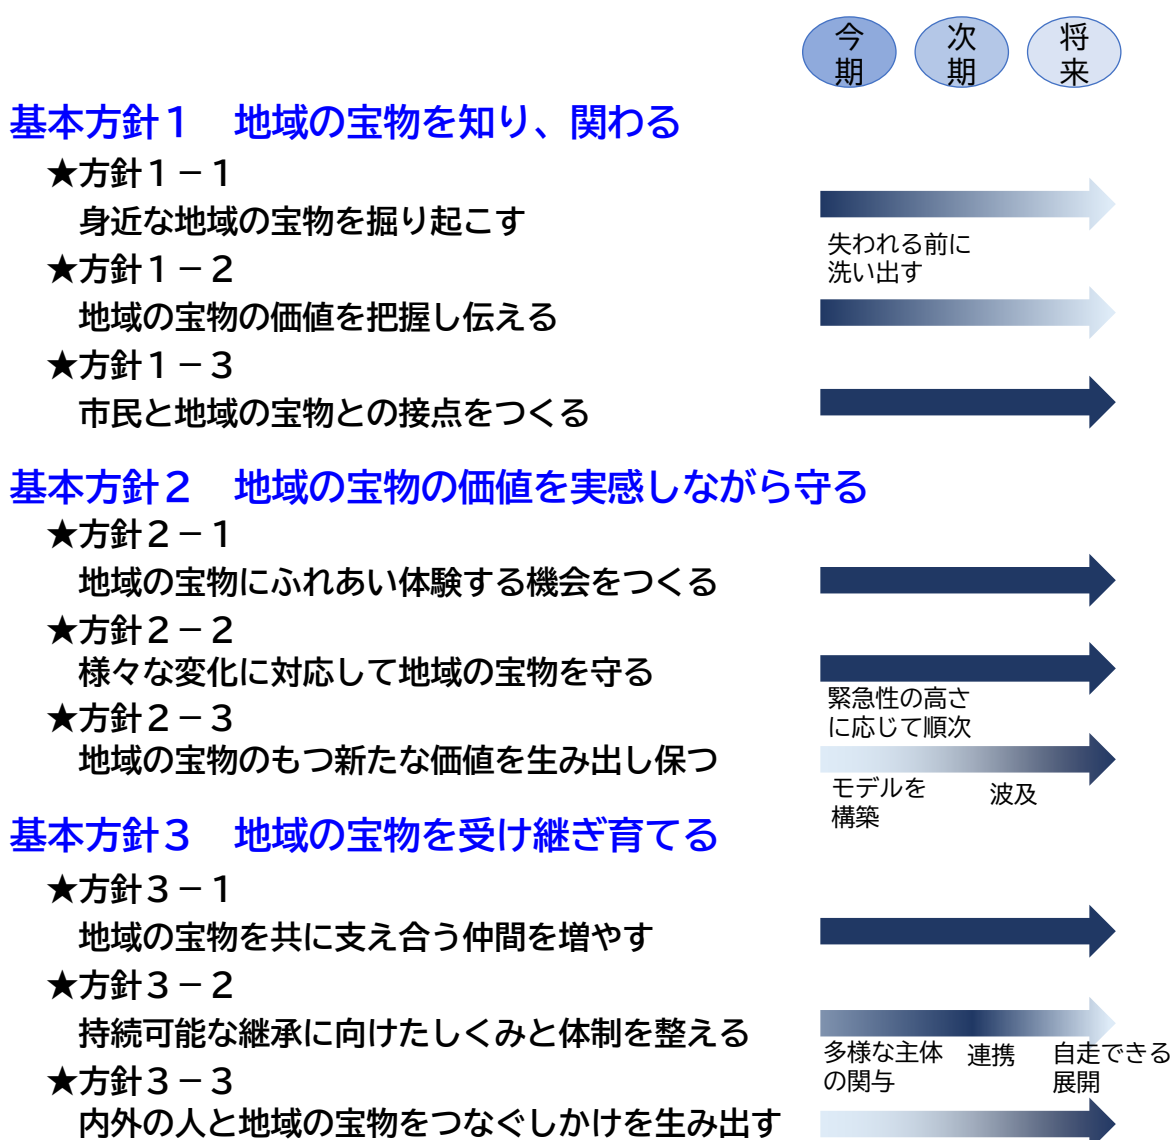 今期
次期
将来
基本方針1　地域の宝物を知り、関わる
★方針1－1
身近な地域の宝物を掘り起こす
失われる前に
洗い出す
★方針1－2
地域の宝物の価値を把握し伝える
★方針1－3
市民と地域の宝物との接点をつくる
基本方針2　地域の宝物の価値を実感しながら守る
★方針2－1
地域の宝物にふれあい体験する機会をつくる
★方針2－2
様々な変化に対応して地域の宝物を守る
緊急性の高さ
に応じて順次
★方針2－3
地域の宝物のもつ新たな価値を生み出し保つ
モデルを
構築
波及
基本方針3　地域の宝物を受け継ぎ育てる
★方針3－1
地域の宝物を共に支え合う仲間を増やす
★方針3－2
持続可能な継承に向けたしくみと体制を整える
多様な主体
の関与
連携
自走できる
展開
★方針3－3
内外の人と地域の宝物をつなぐしかけを生み出す